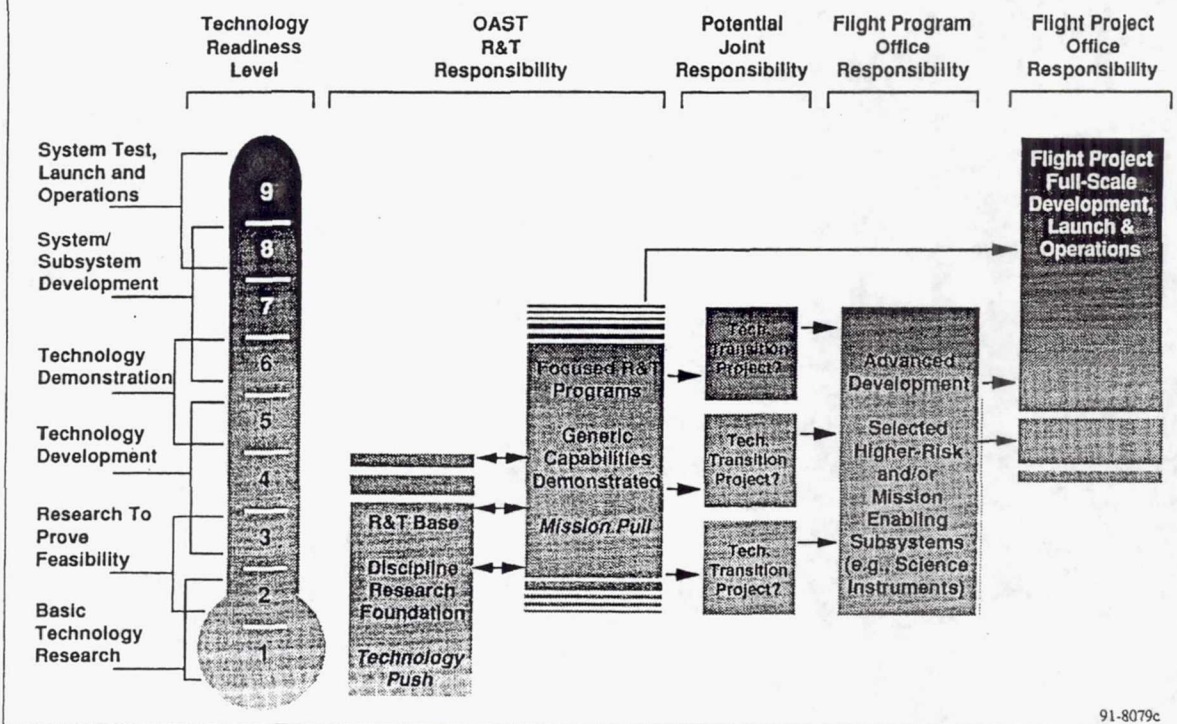 Technology
Readiness
Level
OAST
R&T
Responsibility
Potential
Joint
Responsibility
Flight Program
Office
Responsibility
Flight Project
Office
Responsibility
System Test,
Launch and
Operations
System/
Subsystem
Development
Technology
Demonstration
Technology
Development
Research To
Prove
Feasibility
Basic
Technology
Research
9
8
7
6
5
4
3
2
1
R&T Base
Discipline
Research
Foundation
Technology
Push
Focused R&T
Programs
Generic
Capabilities
Demonstrated
Mission Pull
Tech.
Transition
Project?
Tech.
Transition
Project?
Tech.
Transition
Project?
Advanced
Development
Selected
Higher-Risk
and/or
Mission
Enabling
Subsystems
(e.g., Science
Instruments)
Flight Project
Full-Scale
Development,
Launch &
Operations
91-8079c